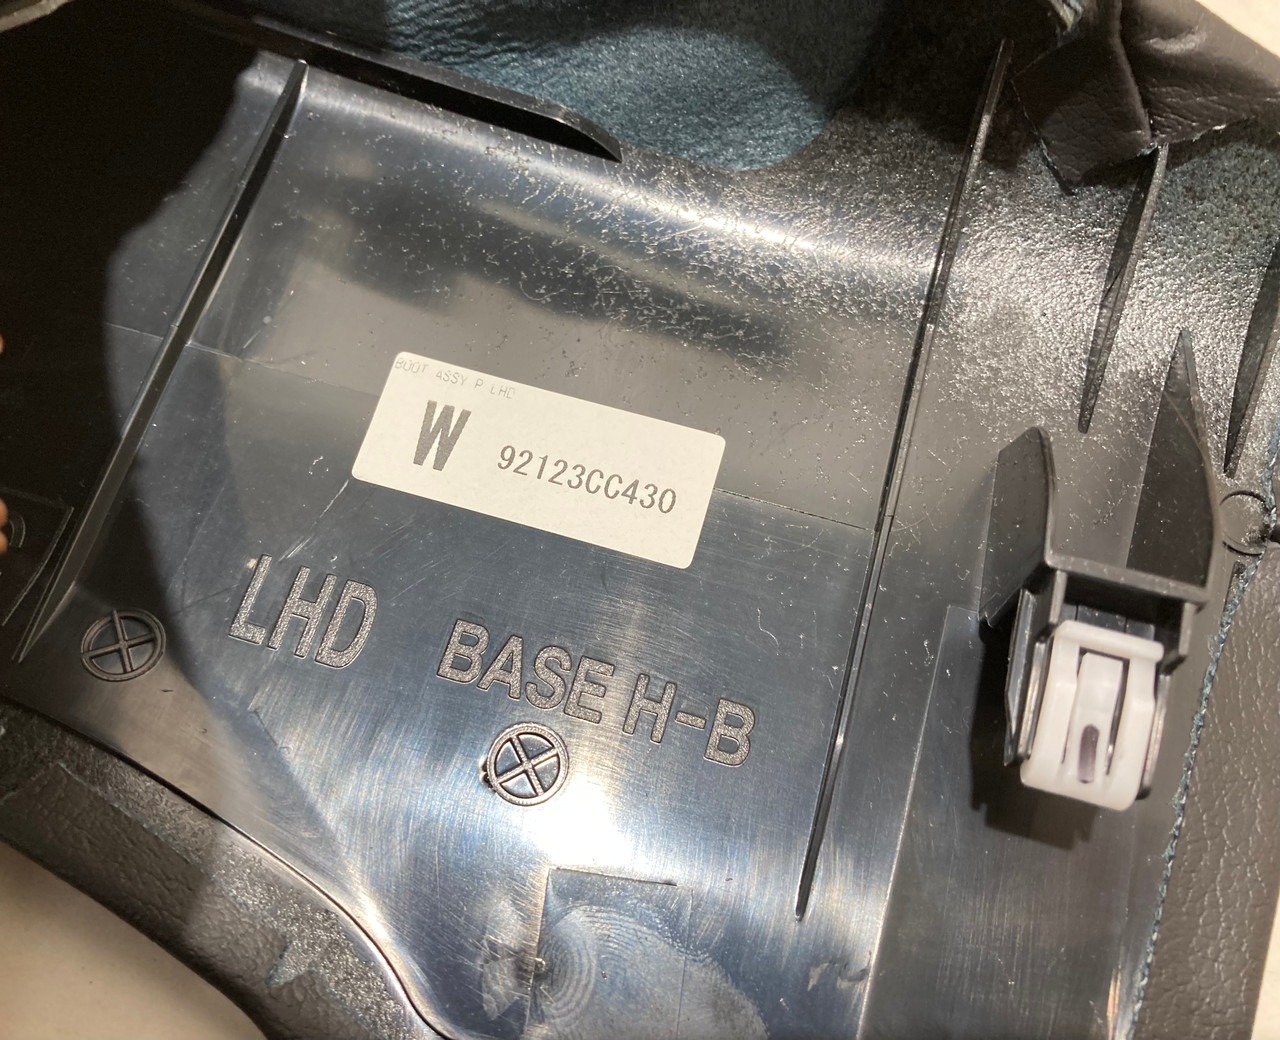 BOOT ASSY P LHD
W 92123CC430
LHD BASE H-B